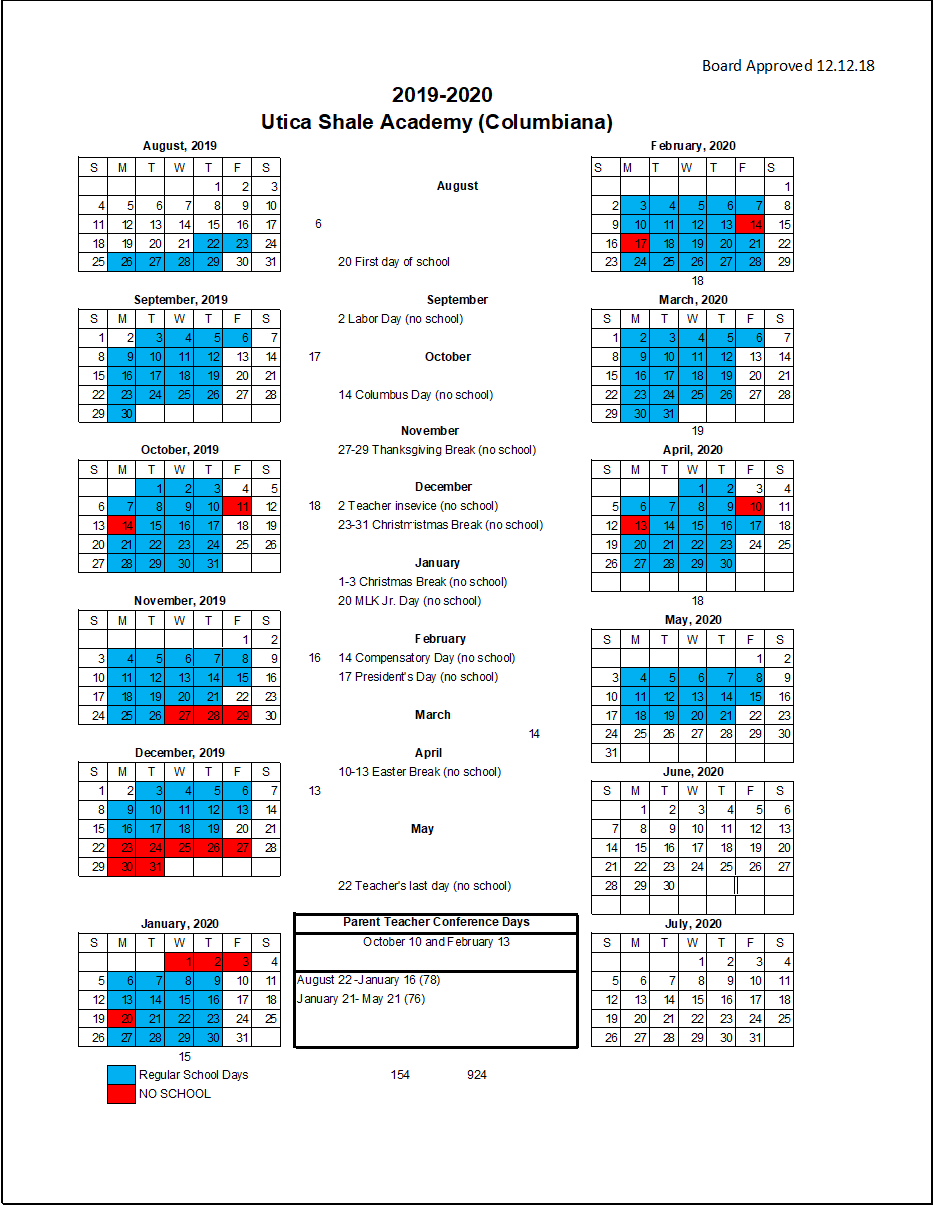 Board Approved 12.12.18
2019-2020
Utica Shale Academy (Columbiana)
August, 2019
S M T W T F S
1 2 3
4 5 6 7 8 9 10
11 12 13 14 15 16 17
18 19 20 21 22 23 24
25 26 27 28 29 30 31
September, 2019
S M T W T F S
1 2 3 4 5 6 7
8 9 10 11 12 13 14
15 16 17 18 19 20 21
22 23 24 25 26 27 28
29 30
October, 2019
S M T W T F S
1 2 3 4 5
6 7 8 9 10 11 12
13 14 15 16 17 18 19
20 21 22 23 24 25 26
27 28 29 30 31
November, 2019
S M T W T F S
1 2
3 4 5 6 7 8 9
10 11 12 13 14 15 16
17 18 19 20 21 22 23
24 25 26 27 28 29 30
December, 2019
S M T W T F S
1 2 3 4 5 6 7
8 9 10 11 12 13 14
15 16 17 18 19 20 21
22 23 24 25 26 27 28
29 30 31
January, 2020
S M T W T F S
1 2 3 4
5 6 7 8 9 10 11
12 13 14 15 16 17 18
19 20 21 22 23 24 25
26 27 28 29 30 31
15
Regular School Days
NO SCHOOL
August
6
20 First day of school
September
2 Labor Day (no school)
17 October
14 Columbus Day (no school)
November
27-29 Thanksgiving Break (no school)
December
18 2 Teacher insevice (no school)
23-31 Christmristmas Break (no school)
January
1-3 Christmas Break (no school)
20 MLK Jr. Day (no school)
February
16 14 Compensatory Day (no school)
17 President's Day (no school)
March
14
April
10-13 Easter Break (no school)
13
May
22 Teacher's last day (no school)
Parent Teacher Conference Days
October 10 and February 13
August 22 -January 16 (78)
January 21- May 21 (76)
154 924
February, 2020
S M T W T F S
1
2 3 4 5 6 7 8
9 10 11 12 13 14 15
16 17 18 19 20 21 22
23 24 25 26 27 28 29
18
March, 2020
S M T W T F S
1 2 3 4 5 6 7
8 9 10 11 12 13 14
15 16 17 18 19 20 21
22 23 24 25 26 27 28
29 30 31
19
April, 2020
S M T W T F S
1 2 3 4
5 6 7 8 9 10 11
12 13 14 15 16 17 18
19 20 21 22 23 24 25
26 27 28 29 30
18
May, 2020
S M T W T F S
1 2
3 4 5 6 7 8 9
10 11 12 13 14 15 16
17 18 19 20 21 22 23
24 25 26 27 28 29 30
31
June, 2020
S M T W T F S
1 2 3 4 5 6
7 8 9 10 11 12 13
14 15 16 17 18 19 20
21 22 23 24 25 26 27
28 29 30
July, 2020
S M T W T F S
1 2 3 4
5 6 7 8 9 10 11
12 13 14 15 16 17 18
19 20 21 22 23 24 25
26 27 28 29 30 31